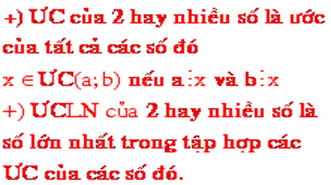 +) ƯC của 2 hay nhiều số là ước
của tất cả các số đó
x ∈ ƯC(a; b) nếu a⋮x và b⋮x
+) ƯCLN của 2 hay nhiều số là
số lớn nhất trong tập hợp các
ƯC của các số đó.